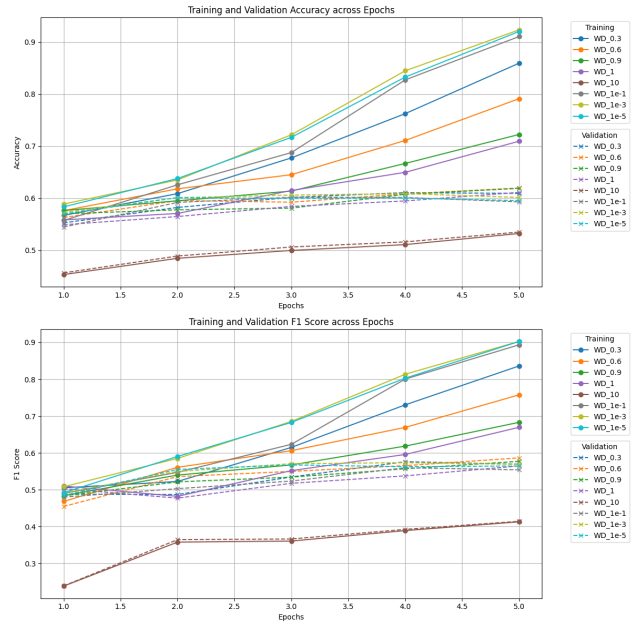 Training and Validation Accuracy across Epochs
Accuracy
0.9
0.8
0.7
0.6
0.5
1.0 1.5 2.0 2.5 3.0 3.5 4.0 4.5 5.0
Epochs
Training
WD_0.3
WD_0.6
WD_0.9
WD_1
WD_10
WD_1e-1
WD_1e-3
WD_1e-5
Validation
WD_0.3
WD_0.6
WD_0.9
WD_1
WD_10
WD_1e-1
WD_1e-3
WD_1e-5
Training and Validation F1 Score across Epochs
F1 Score
0.9
0.8
0.7
0.6
0.5
0.4
0.3
1.0 1.5 2.0 2.5 3.0 3.5 4.0 4.5 5.0
Epochs
Training
WD_0.3
WD_0.6
WD_0.9
WD_1
WD_10
WD_1e-1
WD_1e-3
WD_1e-5
Validation
WD_0.3
WD_0.6
WD_0.9
WD_1
WD_10
WD_1e-1
WD_1e-3
WD_1e-5